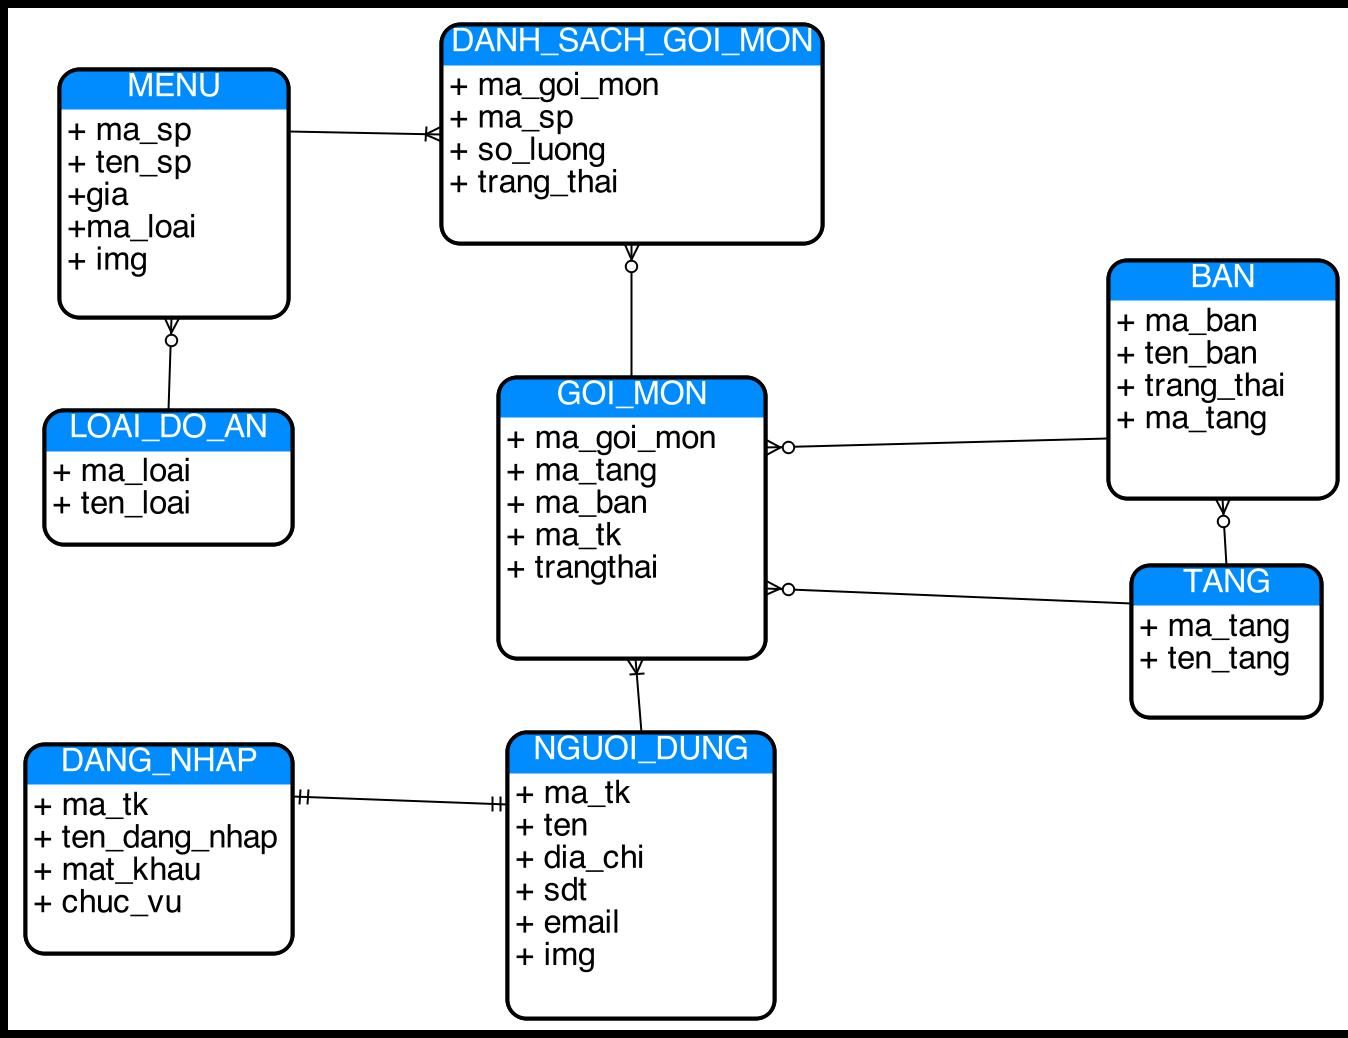 DANH_SACH_GOI_MON
+ ma_goi_mon
+ ma_sp
+ so_luong
+ trang_thai
MENU
+ ma_sp
+ ten_sp
+gia
+ma_loai
+ img
BAN
+ ma_ban
+ ten_ban
+ trang_thai
+ ma_tang
GOI_MON
+ ma_goi_mon
+ ma_tang
+ ma_ban
+ ma_tk
+ trangthai
LOAI_DO_AN
+ ma_loai
+ ten_loai
TANG
+ ma_tang
+ ten_tang
DANG_NHAP
+ ma_tk
+ ten_dang_nhap
+ mat_khau
+ chuc_vu
NGUOI_DUNG
+ ma_tk
+ ten
+ dia_chi
+ sdt
+ email
+ img